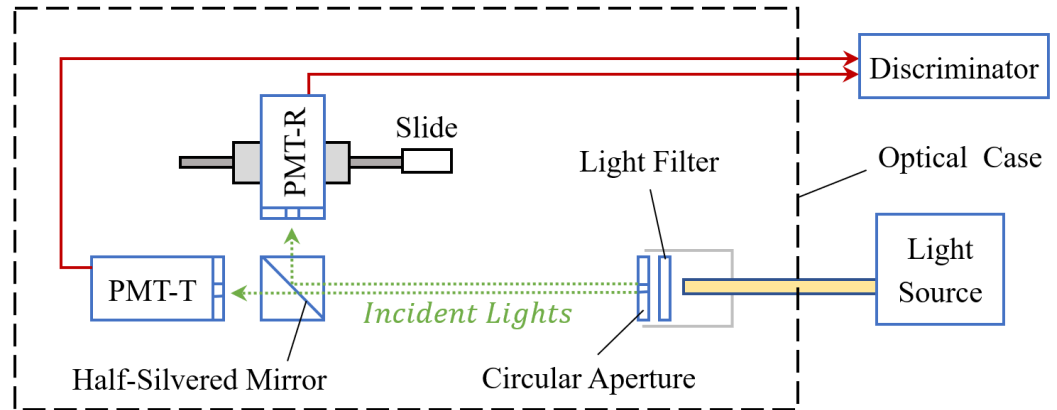 Discriminator
PMT-R
Slide
Light Filter
Optical Case
Light
Source
PMT-T
Incident Lights
Half-Silvered Mirror
Circular Aperture